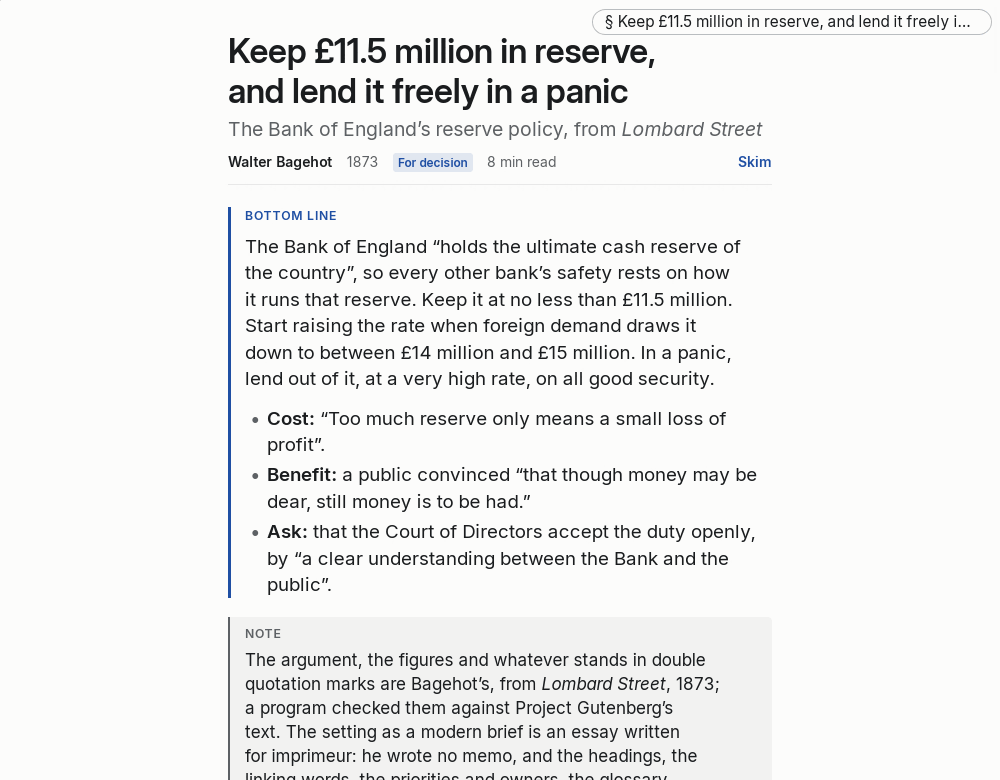 § Keep £11.5 million in reserve, and lend it freely i…
Keep £11.5 million in reserve,
and lend it freely in a panic
The Bank of England’s reserve policy, from Lombard Street
Walter Bagehot 1873 For decision 8 min read Skim
BOTTOM LINE
The Bank of England “holds the ultimate cash reserve of
the country”, so every other bank’s safety rests on how
it runs that reserve. Keep it at no less than £11.5 million.
Start raising the rate when foreign demand draws it
down to between £14 million and £15 million. In a panic,
lend out of it, at a very high rate, on all good security.
• Cost: “Too much reserve only means a small loss of
profit”.
• Benefit: a public convinced “that though money may be
dear, still money is to be had.”
• Ask: that the Court of Directors accept the duty openly,
by “a clear understanding between the Bank and the
public”.
NOTE
The argument, the figures and whatever stands in double
quotation marks are Bagehot’s, from Lombard Street, 1873;
a program checked them against Project Gutenberg’s
text. The setting as a modern brief is an essay written
for imprimeur: he wrote no memo, and the headings, the
linking words, the priorities and owners, the glossary